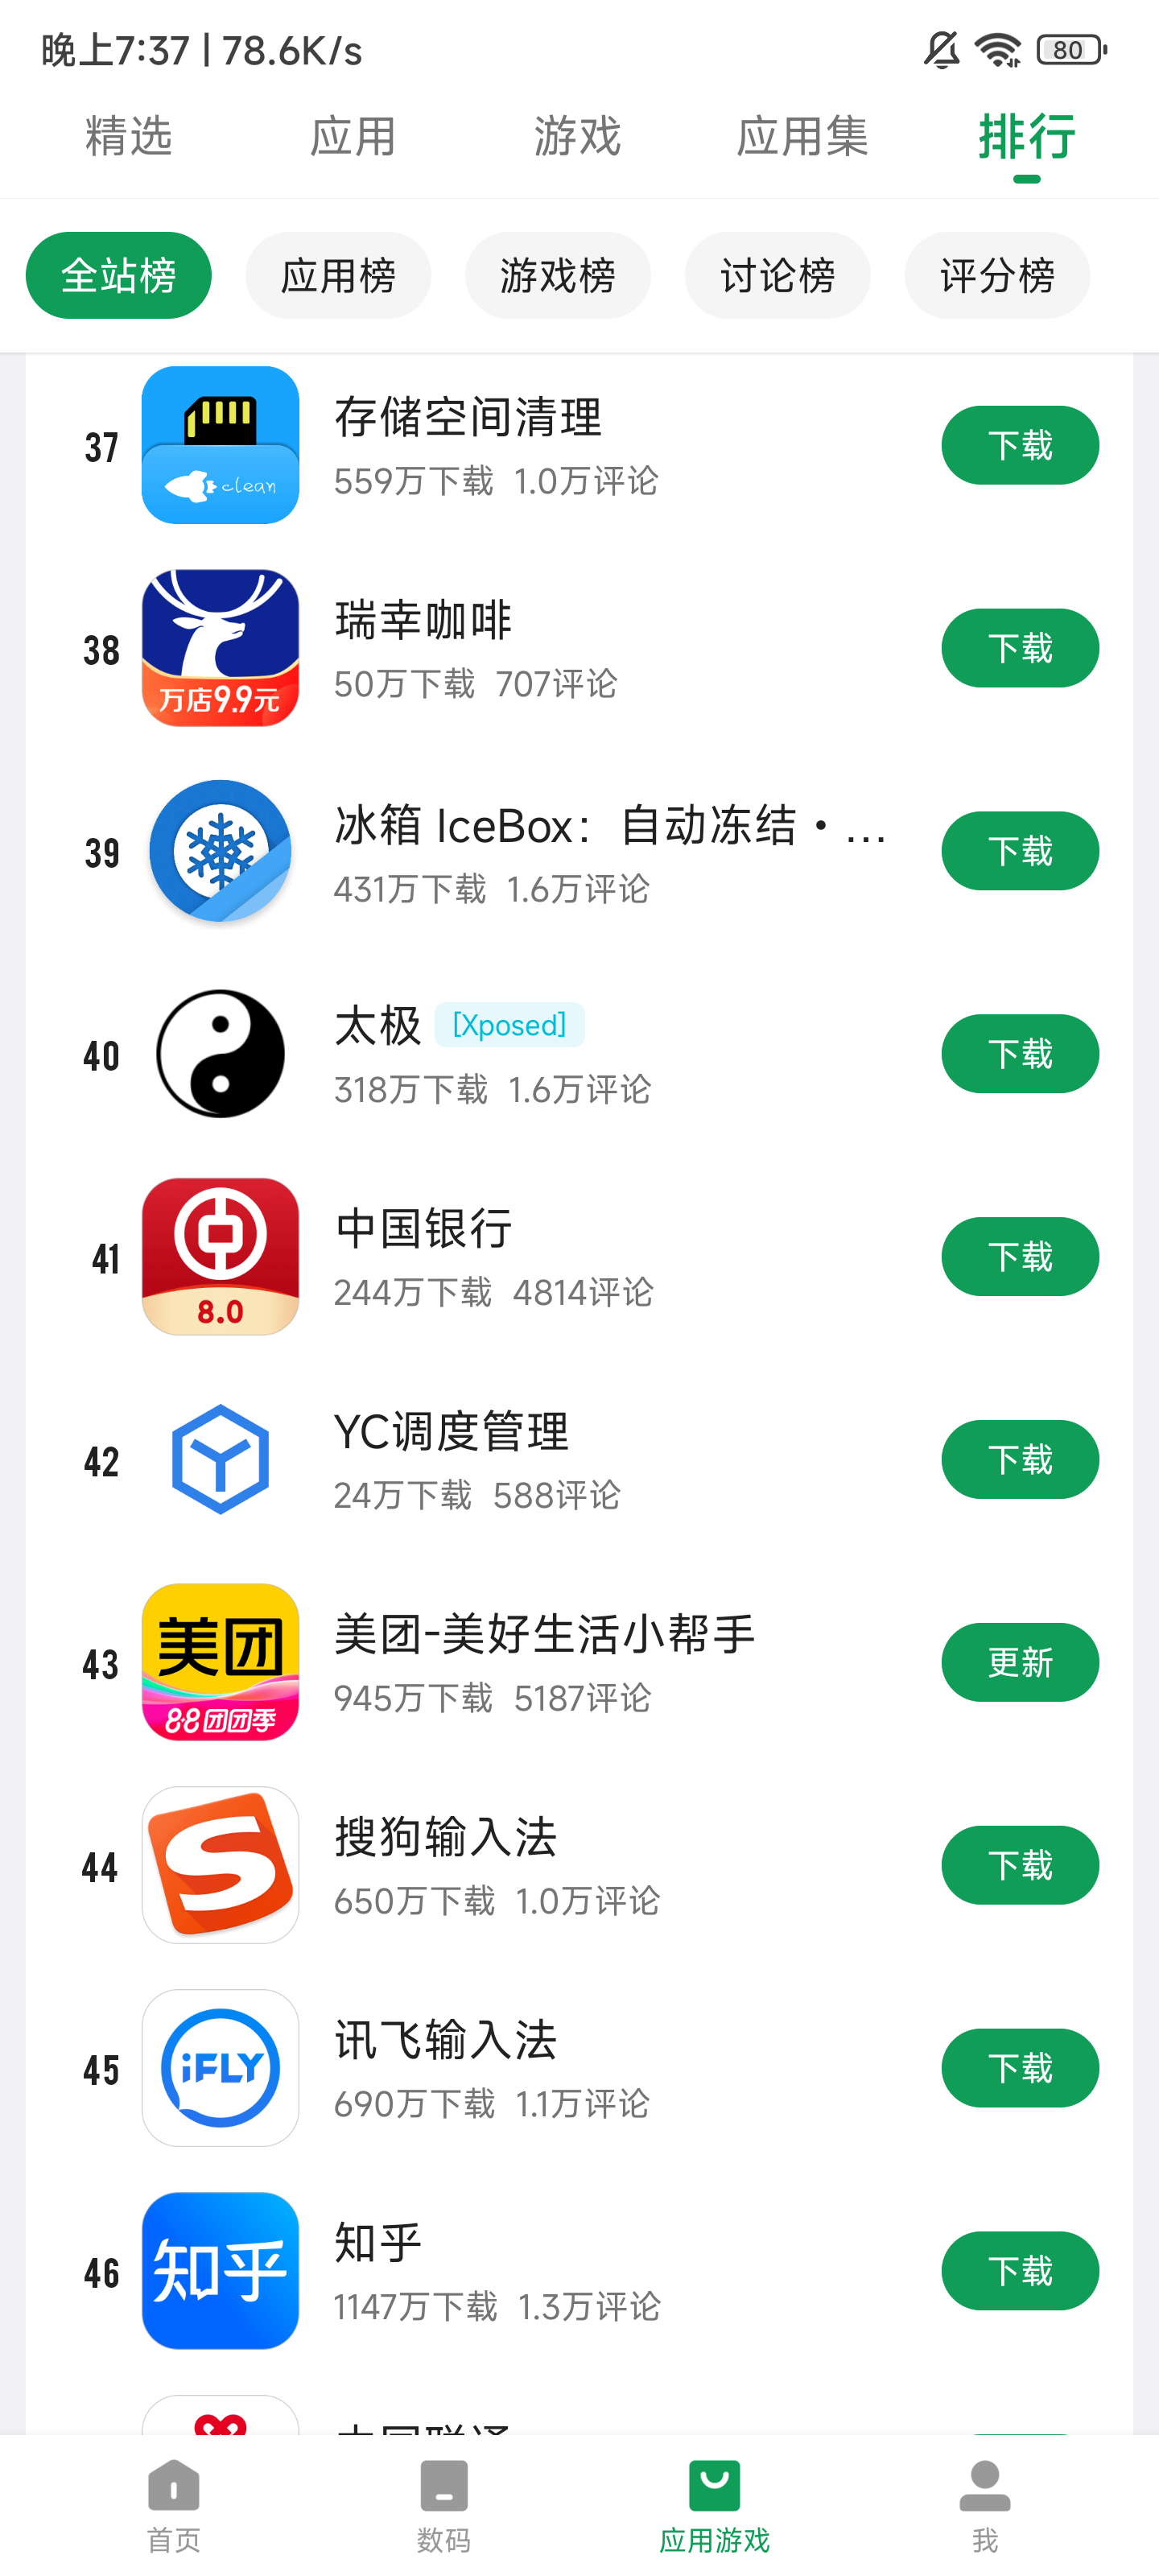 晚上7:37 | 78.6K/s
80
精选 应用 游戏 应用集 排行
全站榜 应用榜 游戏榜 讨论榜 评分榜
37
clean
存储空间清理
559万下载 1.0万评论
下载
38
万店9.9元
瑞幸咖啡
50万下载 707评论
下载
39
冰箱 IceBox：自动冻结・...
431万下载 1.6万评论
下载
40
太极 [Xposed]
318万下载 1.6万评论
下载
41
8.0
中国银行
244万下载 4814评论
下载
42
YC调度管理
24万下载 588评论
下载
43
美团
88团团季
美团-美好生活小帮手
945万下载 5187评论
更新
44
S
搜狗输入法
650万下载 1.0万评论
下载
45
iFLY
讯飞输入法
690万下载 1.1万评论
下载
46
知乎
知乎
1147万下载 1.3万评论
下载
中国联通
首页 数码 应用游戏 我